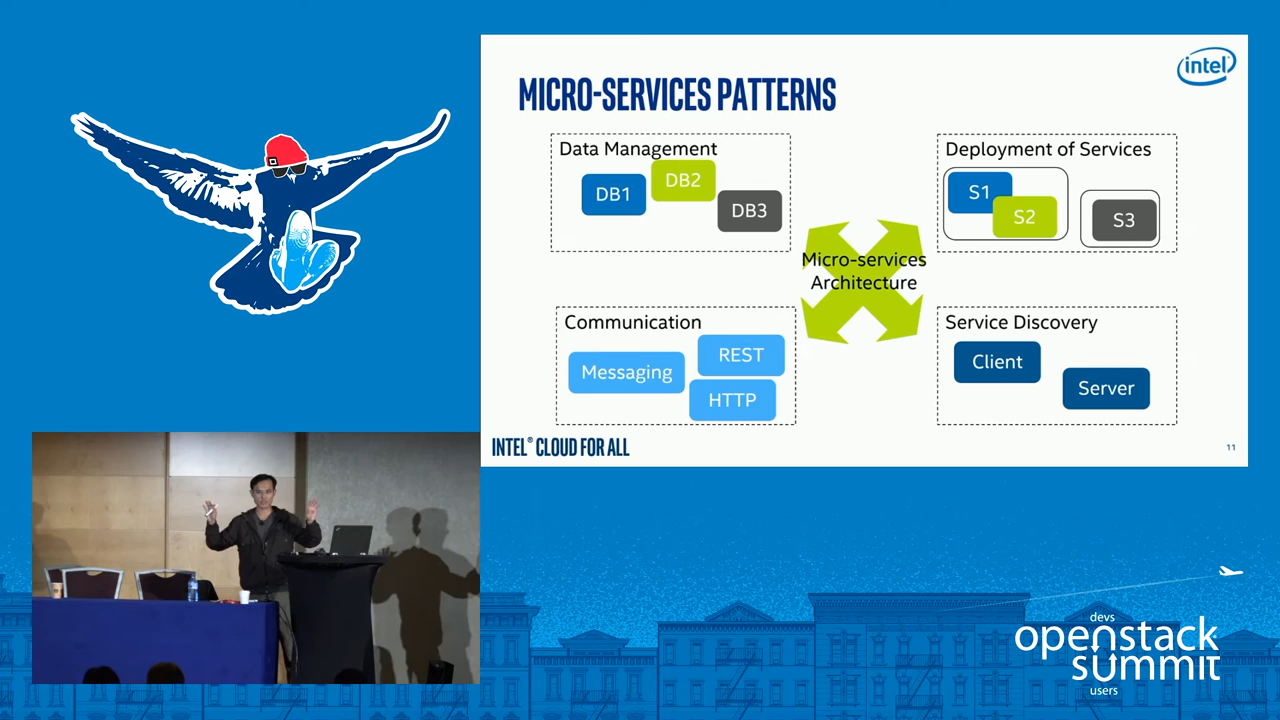 MICRO-SERVICES PATTERNS
intel
Data Management
DB1
DB2
DB3
Deployment of Services
S1
S2
S3
Micro-services
Architecture
Communication
Messaging
REST
HTTP
Service Discovery
Client
Server
INTEL® CLOUD FOR ALL
11
devs
openstack
summit
users